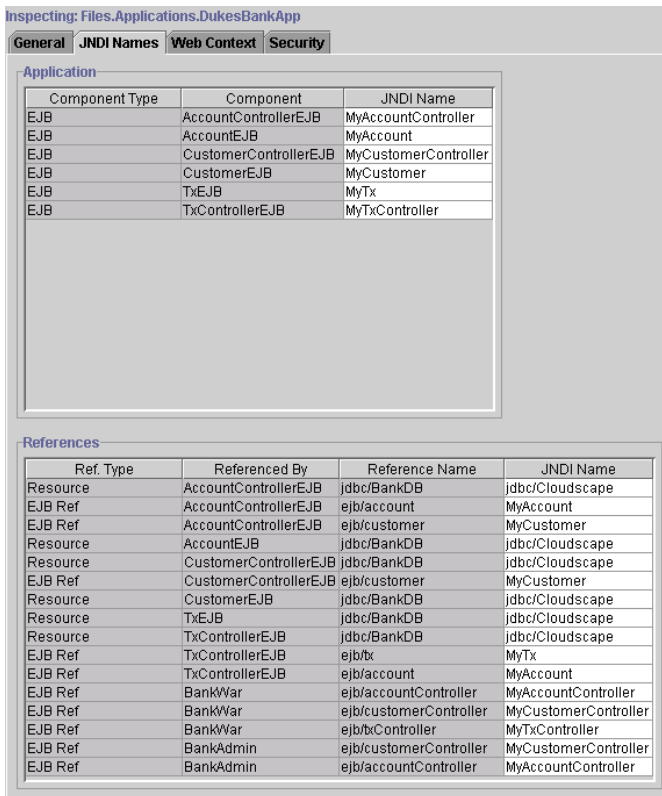 Inspecting: Files.Applications.DukesBankApp
General JNDI Names Web Context Security
Application
Component Type Component JNDI Name
EJB AccountControllerEJB MyAccountController
EJB AccountEJB MyAccount
EJB CustomerControllerEJB MyCustomerController
EJB CustomerEJB MyCustomer
EJB TxEJB MyTx
EJB TxControllerEJB MyTxController
References
Ref. Type Referenced By Reference Name JNDI Name
Resource AccountControllerEJB jdbc/BankDB jdbc/Cloudscape
EJB Ref AccountControllerEJB ejb/account MyAccount
EJB Ref AccountControllerEJB ejb/customer MyCustomer
Resource AccountEJB jdbc/BankDB jdbc/Cloudscape
Resource CustomerControllerEJB jdbc/BankDB jdbc/Cloudscape
EJB Ref CustomerControllerEJB ejb/customer MyCustomer
Resource CustomerEJB jdbc/BankDB jdbc/Cloudscape
Resource TxEJB jdbc/BankDB jdbc/Cloudscape
Resource TxControllerEJB jdbc/BankDB jdbc/Cloudscape
EJB Ref TxControllerEJB ejb/tx MyTx
EJB Ref TxControllerEJB ejb/account MyAccount
EJB Ref BankWar ejb/accountController MyAccountController
EJB Ref BankWar ejb/customerController MyCustomerController
EJB Ref BankWar ejb/txController MyTxController
EJB Ref BankAdmin ejb/customerController MyCustomerController
EJB Ref BankAdmin ejb/accountController MyAccountController